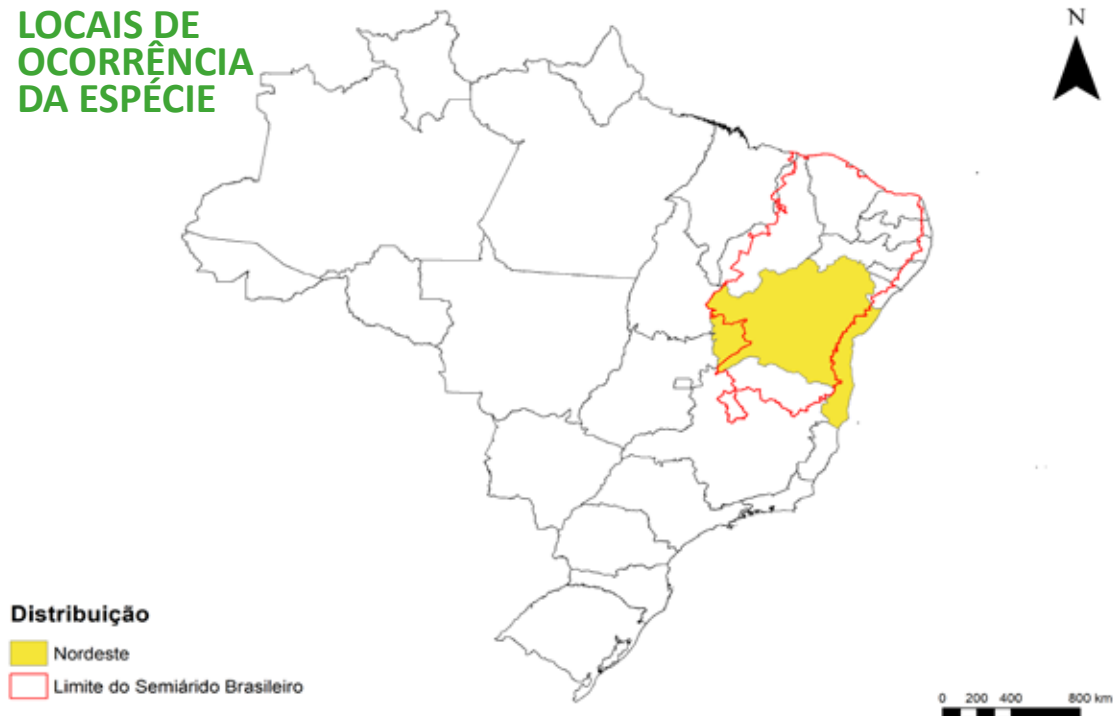 LOCAIS DE
OCORRÊNCIA
DA ESPÉCIE
N
Distribuição
Nordeste
Limite do Semiárido Brasileiro
0 200 400 800 km